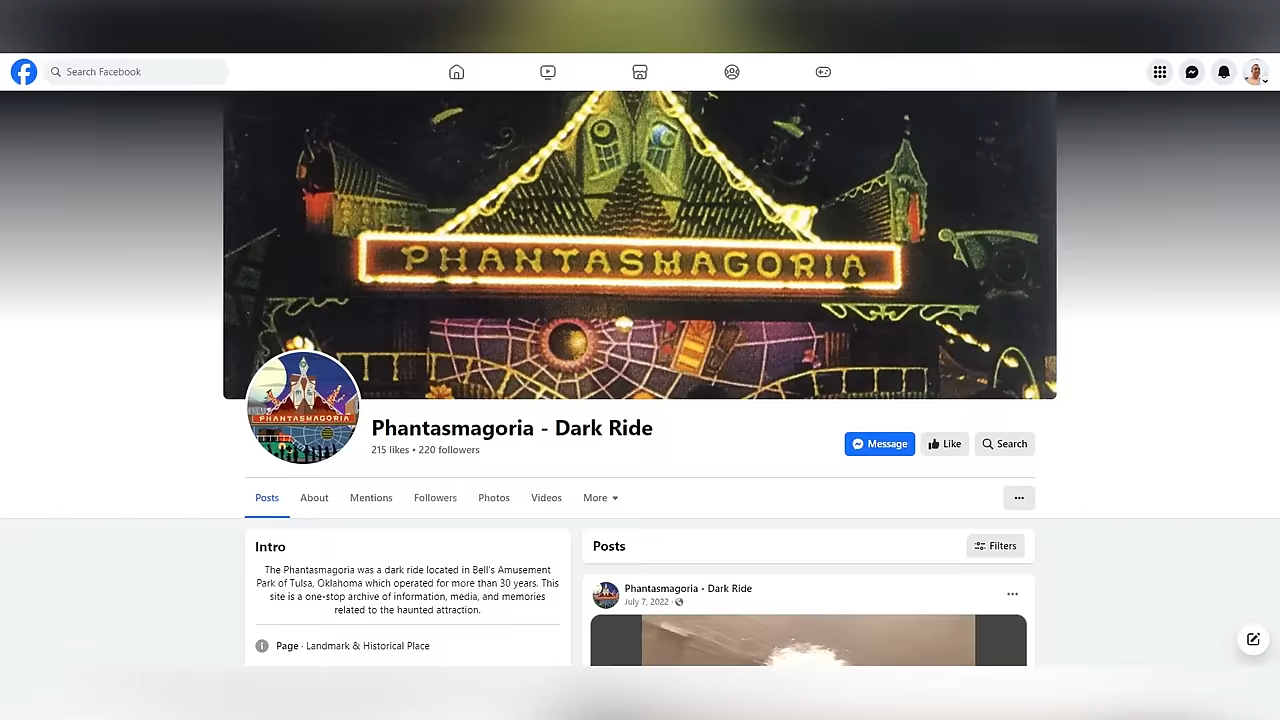 Search Facebook
PHANTASMAGORIA
PHANTASMAGORIA
Phantasmagoria - Dark Ride
215 likes • 220 followers
Message
Like
Search
Posts
About
Mentions
Followers
Photos
Videos
More
Intro
The Phantasmagoria was a dark ride located in Bell's Amusement
Park of Tulsa, Oklahoma which operated for more than 30 years. This
site is a one-stop archive of information, media, and memories
related to the haunted attraction.
Page · Landmark & Historical Place
Posts
Filters
Phantasmagoria - Dark Ride
July 7, 2022 ·